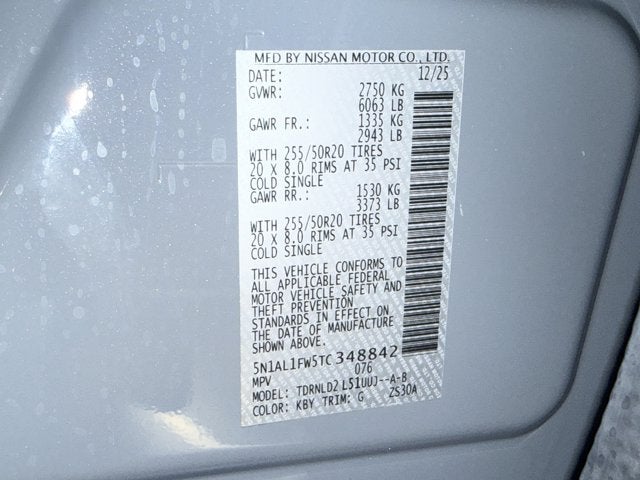 MFD BY NISSAN MOTOR CO., LTD.
DATE: 12/25
GVWR: 2750 KG
6063 LB
GAWR FR.: 1335 KG
2943 LB
WITH 255/50R20 TIRES
20 X 8.0 RIMS AT 35 PSI
COLD SINGLE
GAWR RR.: 1530 KG
3373 LB
WITH 255/50R20 TIRES
20 X 8.0 RIMS AT 35 PSI
COLD SINGLE
THIS VEHICLE CONFORMS TO
ALL APPLICABLE FEDERAL
MOTOR VEHICLE SAFETY AND
THEFT PREVENTION
STANDARDS IN EFFECT ON
THE DATE OF MANUFACTURE
SHOWN ABOVE.
5N1AL1FW5TC348842
MPV 076
MODEL: TDRNLD2 L51UUJ--A-B
COLOR: KBY TRIM: G ZS30A